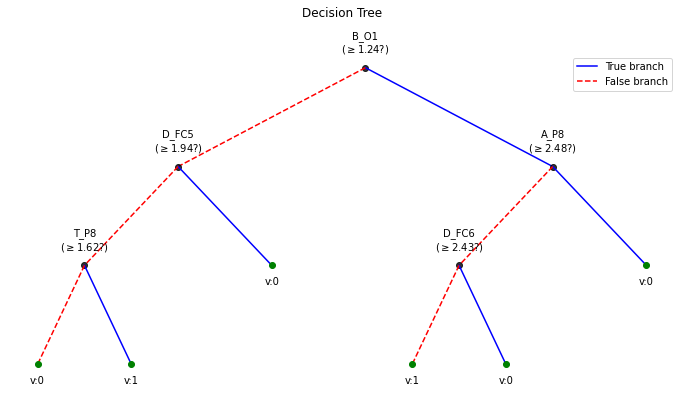 Decision Tree
B_O1
(≥1.24?)
True branch
False branch
D_FC5
(≥1.94?)
A_P8
(≥2.48?)
T_P8
(≥1.62?)
D_FC6
(≥2.43?)
v:0
v:0
v:0
v:1
v:1
v:0